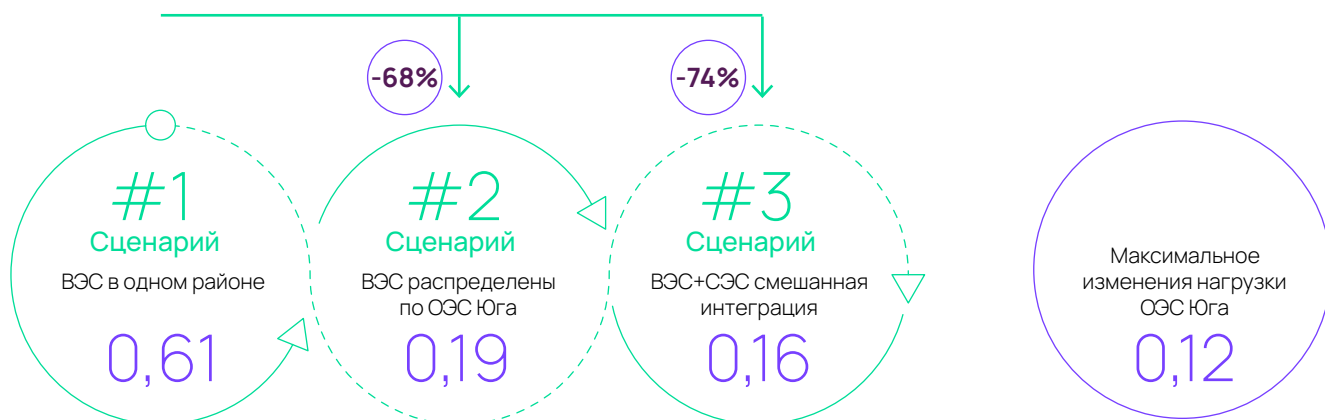 -68%
-74%
#1
Сценарий
ВЭС в одном районе
0,61
#2
Сценарий
ВЭС распределены
по ОЭС Юга
0,19
#3
Сценарий
ВЭС+СЭС смешанная
интеграция
0,16
Максимальное
изменения нагрузки
ОЭС Юга
0,12